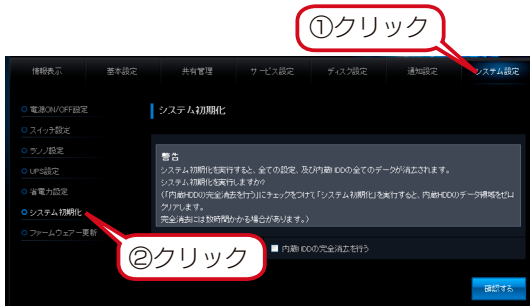 ①クリック
情報表示 基本設定 共有管理 サービス設定 ディスク設定 通知設定 システム設定
電源ON/OFF設定
スイッチ設定
ランプ設定
UPS設定
省電力設定
システム初期化
ファームウェアー更新
システム初期化
警告
システム初期化を実行すると、全ての設定、及び内蔵HDDの全てのデータが消去されます。
システム初期化を実行しますか?
(「内蔵HDDの完全消去を行う」にチェックをつけて「システム初期化」を実行すると、内蔵HDDのデータ領域をゼロ
クリアします。
完全消去には数時間かかる場合があります。)
②クリック
内蔵HDDの完全消去を行う
確認する